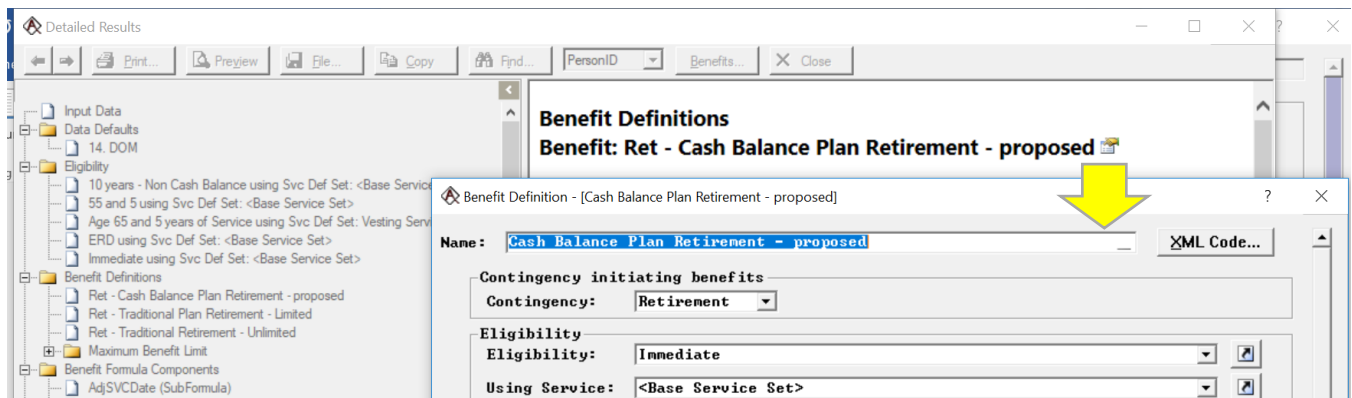 Detailed Results
Print... Preview File... Copy Find... PersonID Benefits... Close
Input Data
Data Defaults
14. DOM
Eligibility
10 years - Non Cash Balance using Svc Def Set: <Base Service
55 and 5 using Svc Def Set: <Base Service Set>
Age 65 and 5 years of Service using Svc Def Set: Vesting Serv
ERD using Svc Def Set: <Base Service Set>
Immediate using Svc Def Set: <Base Service Set>
Benefit Definitions
Ret - Cash Balance Plan Retirement - proposed
Ret - Traditional Plan Retirement - Limited
Ret - Traditional Retirement - Unlimited
Maximum Benefit Limit
Benefit Formula Components
AdjSVCDate (SubFormula)
Benefit Definitions
Benefit: Ret - Cash Balance Plan Retirement - proposed
Benefit Definition - [Cash Balance Plan Retirement - proposed]
Name: Cash Balance Plan Retirement - proposed XML Code...
Contingency initiating benefits
Contingency: Retirement
Eligibility
Eligibility: Immediate
Using Service: <Base Service Set>